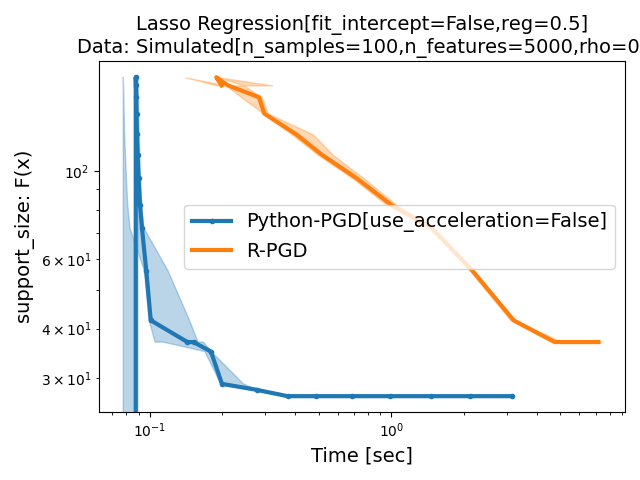 Lasso Regression[fit_intercept=False,reg=0.5]
Data: Simulated[n_samples=100,n_features=5000,rho=0
support_size: F(x)
10²
6 × 10¹
4 × 10¹
3 × 10¹
Python-PGD[use_acceleration=False]
R-PGD
10⁻¹
10⁰
Time [sec]